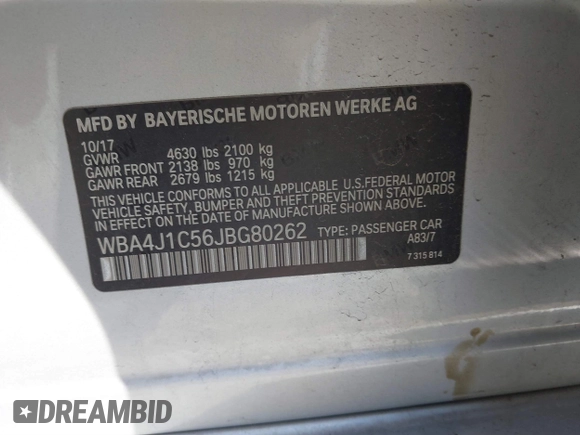 MFD BY BAYERISCHE MOTOREN WERKE AG
10/17
GVWR 4630 lbs 2100 kg
GAWR FRONT 2138 lbs 970 kg
GAWR REAR 2679 lbs 1215 kg
THIS VEHICLE CONFORMS TO ALL APPLICABLE U.S.FEDERAL MOTOR
VEHICLE SAFETY, BUMPER AND THEFT PREVENTION STANDARDS IN
EFFECT ON THE DATE OF MANUFACTURE SHOWN ABOVE.
WBA4J1C56JBG80262 TYPE: PASSENGER CAR
A83/7
7 315 814
DREAMBID